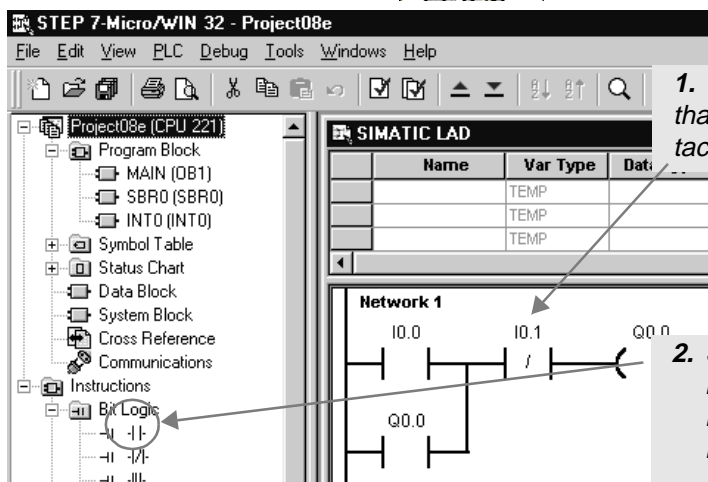 STEP 7-Micro/WIN 32 - Project08e
File Edit View PLC Debug Tools Windows Help
Project08e (CPU 221)
Program Block
MAIN (OB1)
SBR0 (SBR0)
INT0 (INT0)
Symbol Table
Status Chart
Data Block
System Block
Cross Reference
Communications
Instructions
Bit Logic
SIMATIC LAD
Name Var Type
TEMP
TEMP
TEMP
Network 1
I0.0 I0.1 Q0.0
Q0.0
1.
2.